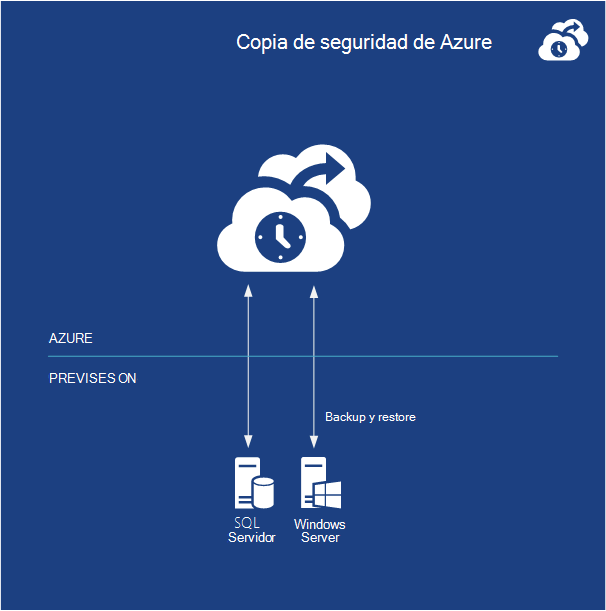 Copia de seguridad de Azure
AZURE
PREVISES ON
Backup y restore
SQL
Servidor
Windows
Server